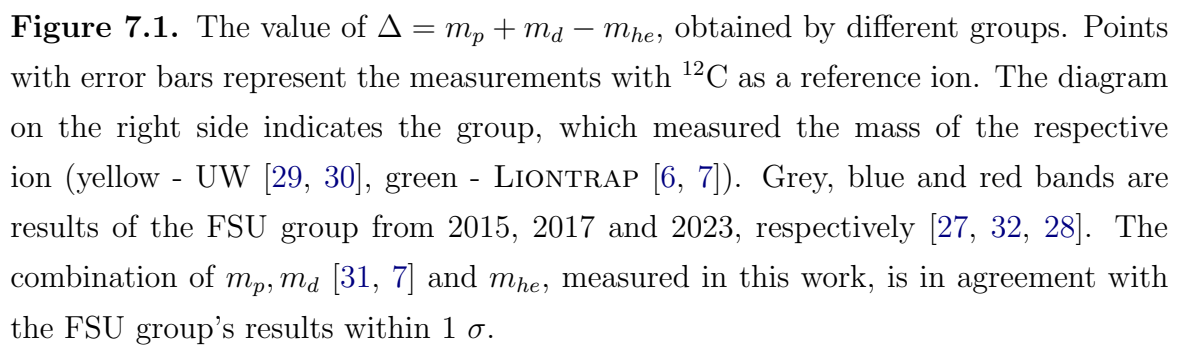 Figure 7.1. The value of Δ = m_p + m_d − m_he, obtained by different groups. Points
with error bars represent the measurements with ¹²C as a reference ion. The diagram
on the right side indicates the group, which measured the mass of the respective
ion (yellow - UW [29, 30], green - LIONTRAP [6, 7]). Grey, blue and red bands are
results of the FSU group from 2015, 2017 and 2023, respectively [27, 32, 28]. The
combination of m_p, m_d [31, 7] and m_he, measured in this work, is in agreement with
the FSU group's results within 1 σ.